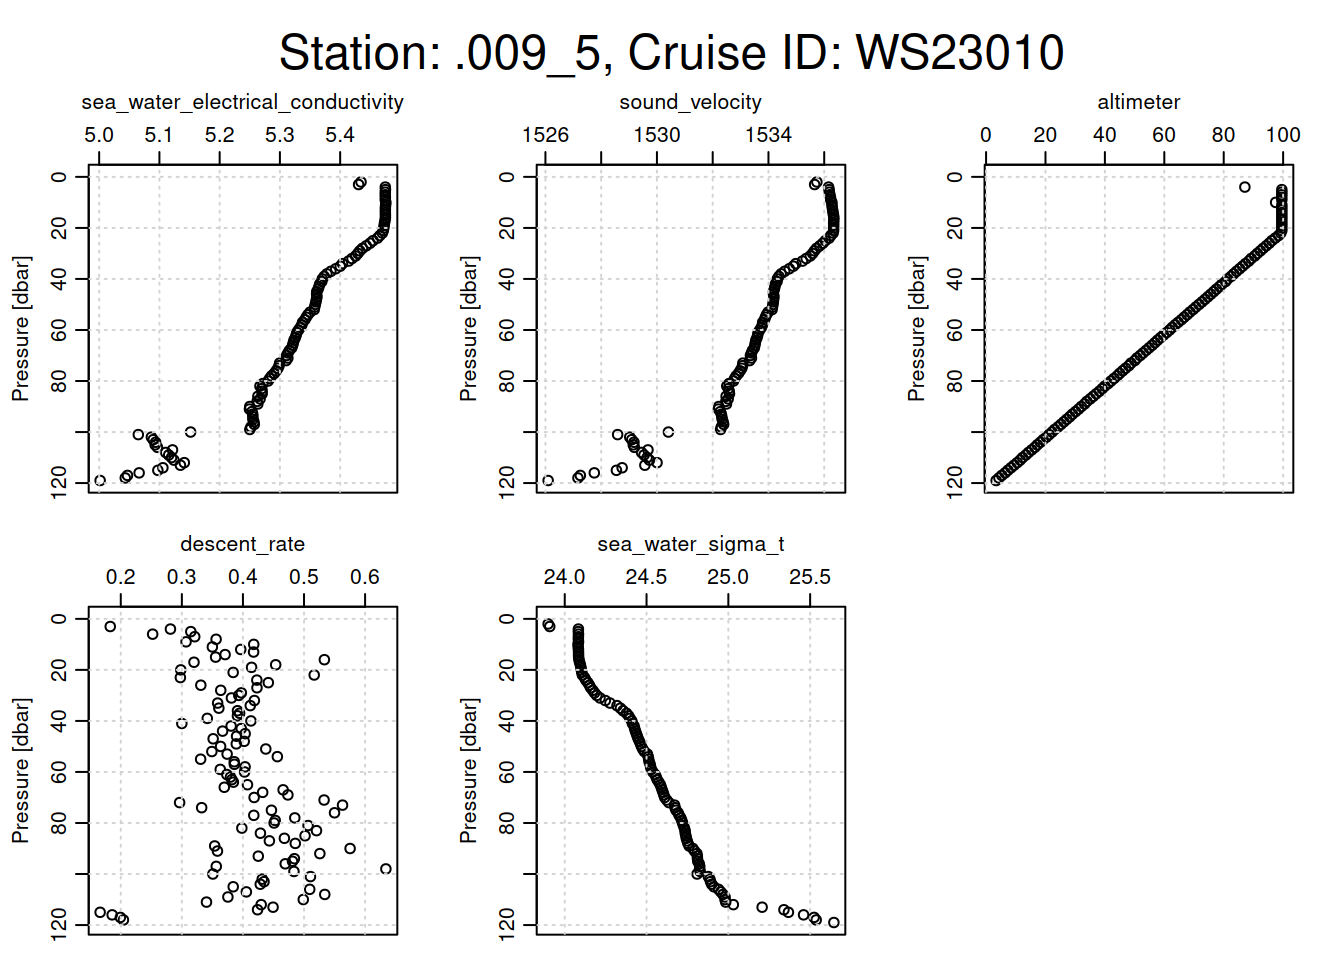 Station: .009_5, Cruise ID: WS23010
sea_water_electrical_conductivity
5.0 5.1 5.2 5.3 5.4
Pressure [dbar]
0
20
40
60
80
120
sound_velocity
1526 1530 1534
Pressure [dbar]
0
20
40
60
80
120
altimeter
0 20 40 60 80 100
Pressure [dbar]
0
20
40
60
80
120
descent_rate
0.2 0.3 0.4 0.5 0.6
Pressure [dbar]
0
20
40
60
80
120
sea_water_sigma_t
24.0 24.5 25.0 25.5
Pressure [dbar]
0
20
40
60
80
120